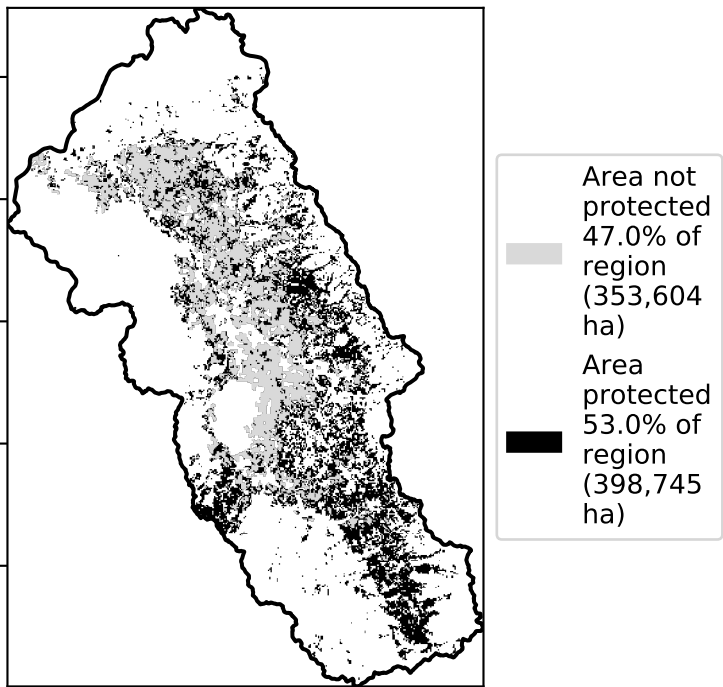 Area not
protected
47.0% of
region
(353,604
ha)
Area
protected
53.0% of
region
(398,745
ha)